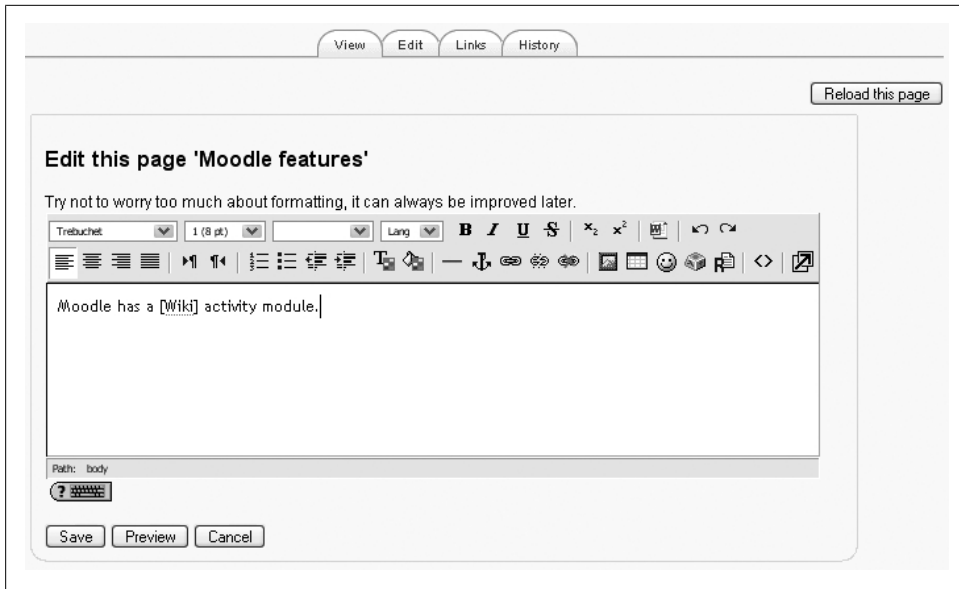 View Edit Links History
Reload this page
Edit this page 'Moodle features'
Try not to worry too much about formatting, it can always be improved later.
Trebuchet 1 (8 pt) Lang B I U S x₂ x²
Moodle has a [Wiki] activity module.
Path: body
?
Save Preview Cancel